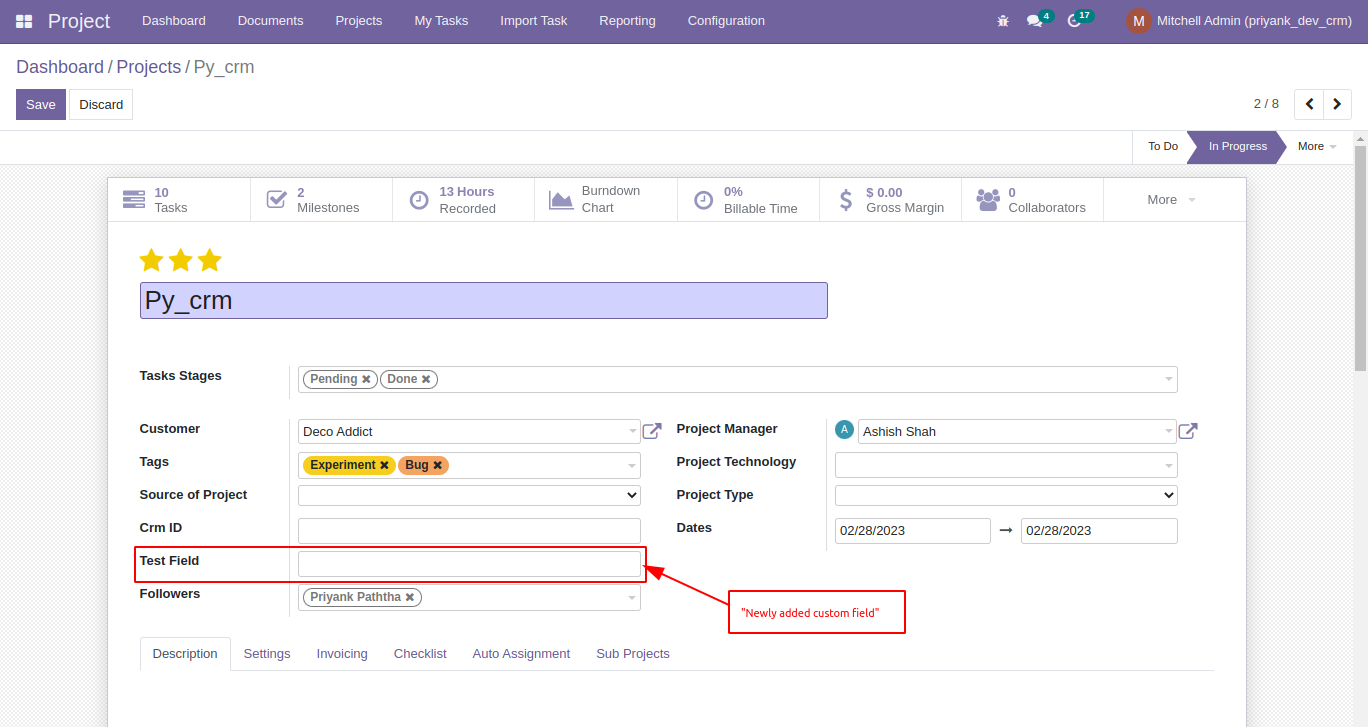 Project Dashboard Documents Projects My Tasks Import Task Reporting Configuration 4 17 M Mitchell Admin (priyank_dev_crm)
Dashboard / Projects / Py_crm
Save Discard 2 / 8
To Do In Progress More
10 Tasks
2 Milestones
13 Hours Recorded
Burndown Chart
0% Billable Time
$ $ 0.00 Gross Margin
0 Collaborators
More
Py_crm
Tasks Stages Pending ✖ Done ✖
Customer Deco Addict Project Manager A Ashish Shah
Tags Experiment ✖ Bug ✖ Project Technology
Source of Project Project Type
Crm ID Dates 02/28/2023 → 02/28/2023
Test Field
Followers Priyank Paththa ✖
"Newly added custom field"
Description Settings Invoicing Checklist Auto Assignment Sub Projects